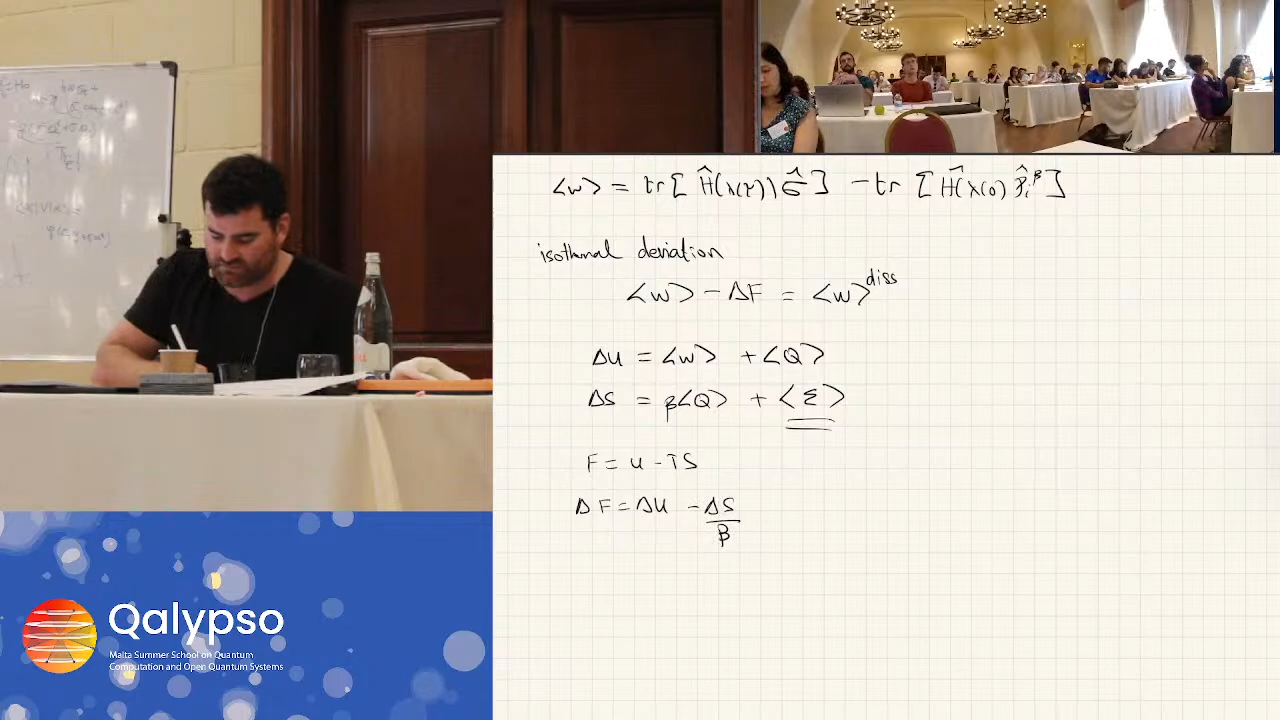 ⟨W⟩ = tr[ Ĥ(λ(τ)) σ̂ ] − tr [ Ĥ(λ(0) ρ̂ᵢᵝ ]
isothermal deviation
⟨W⟩ − ΔF = ⟨W⟩^diss
ΔU = ⟨W⟩ + ⟨Q⟩
ΔS = β⟨Q⟩ + ⟨Σ⟩
F = U − TS
ΔF = ΔU − ΔS/β
Qalypso
Malta Summer School on Quantum
Computation and Open Quantum Systems